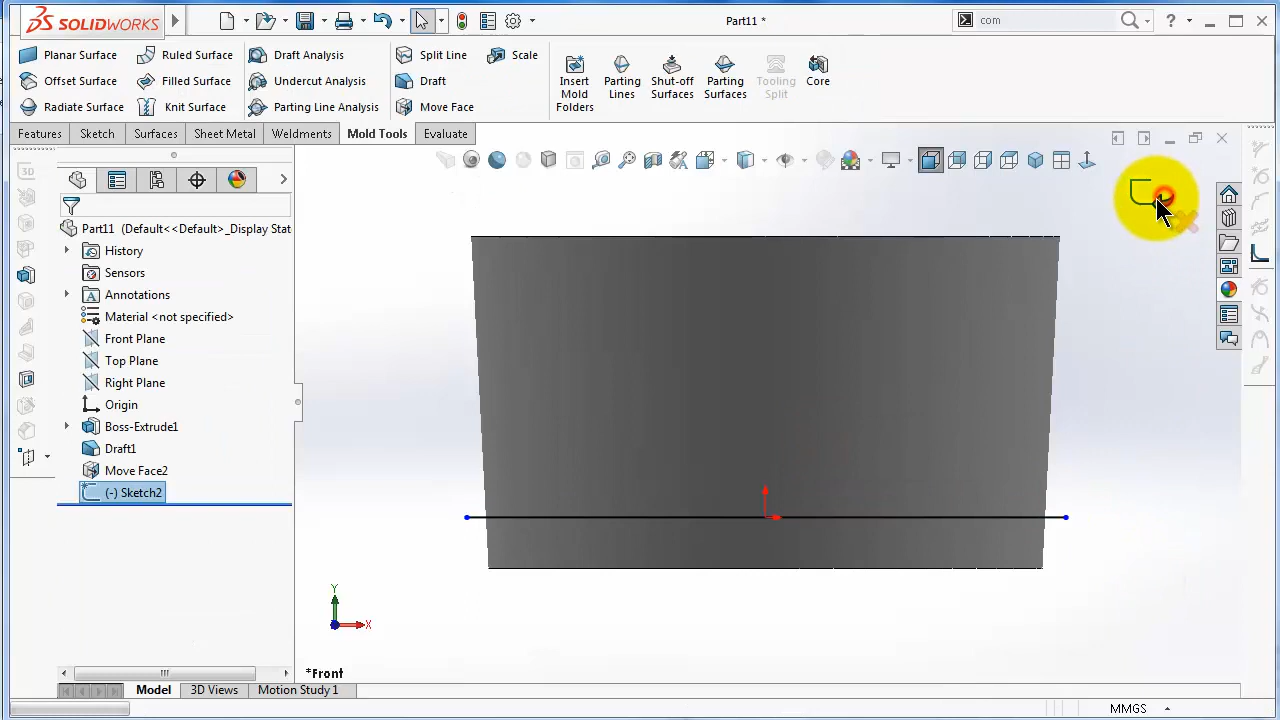 SOLIDWORKS
Part11 *
com
Planar Surface
Ruled Surface
Draft Analysis
Split Line
Scale
Offset Surface
Filled Surface
Undercut Analysis
Draft
Radiate Surface
Knit Surface
Parting Line Analysis
Move Face
Insert Mold Folders
Parting Lines
Shut-off Surfaces
Parting Surfaces
Tooling Split
Core
Features
Sketch
Surfaces
Sheet Metal
Weldments
Mold Tools
Evaluate
3D
Part11 (Default<<Default>_Display Stat
History
Sensors
Annotations
Material <not specified>
Front Plane
Top Plane
Right Plane
Origin
Boss-Extrude1
Draft1
Move Face2
(-) Sketch2
Y
X
*Front
Model
3D Views
Motion Study 1
MMGS